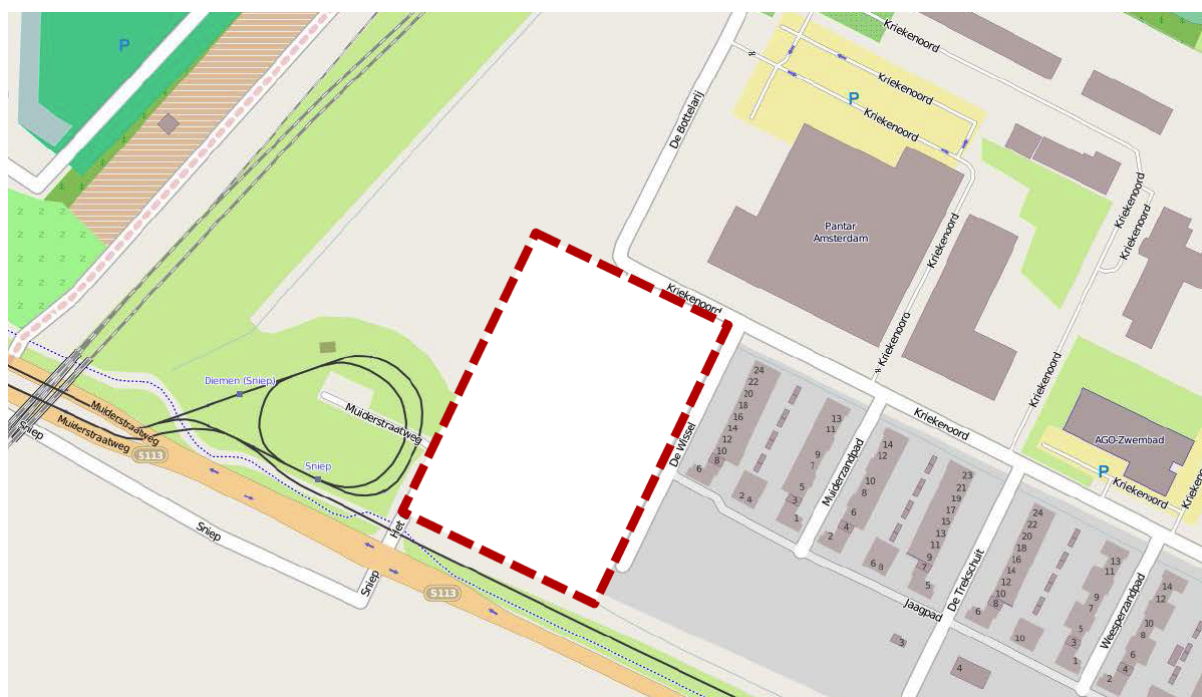 P
Kriekenoord
Kriekenoord
P
Kriekenoord
De Bottelarij
Kriekenoord
Kriekenoord
Pantar
Amsterdam
Kriekenoord
Kriekenoord
Kriekenoord
Kriekenoord
Kriekenoord
Diemen (Sniep)
Muiderstraatweg
Muiderstraatweg
Muiderstraatweg
Sniep
S113
Sniep
Sniep
Het
Sniep
S113
De Wissel
24
22
20
18
16
14
12
10
8
6
13
11
9
7
5
3
1
2
4
Muiderzandpad
14
12
10
8
6
4
2
6
8
23
21
19
17
15
13
11
9
7
5
Kriekenoord
AGO-Zwembad
P
Kriekenoord
Kriekenoord
Jaagpad
3
4
De Trekschuit
24
22
20
18
16
14
12
10
8
6
10
13
11
9
7
5
3
1
Weesperzandpad
14
12
10
8
6
4
2
9
7
5